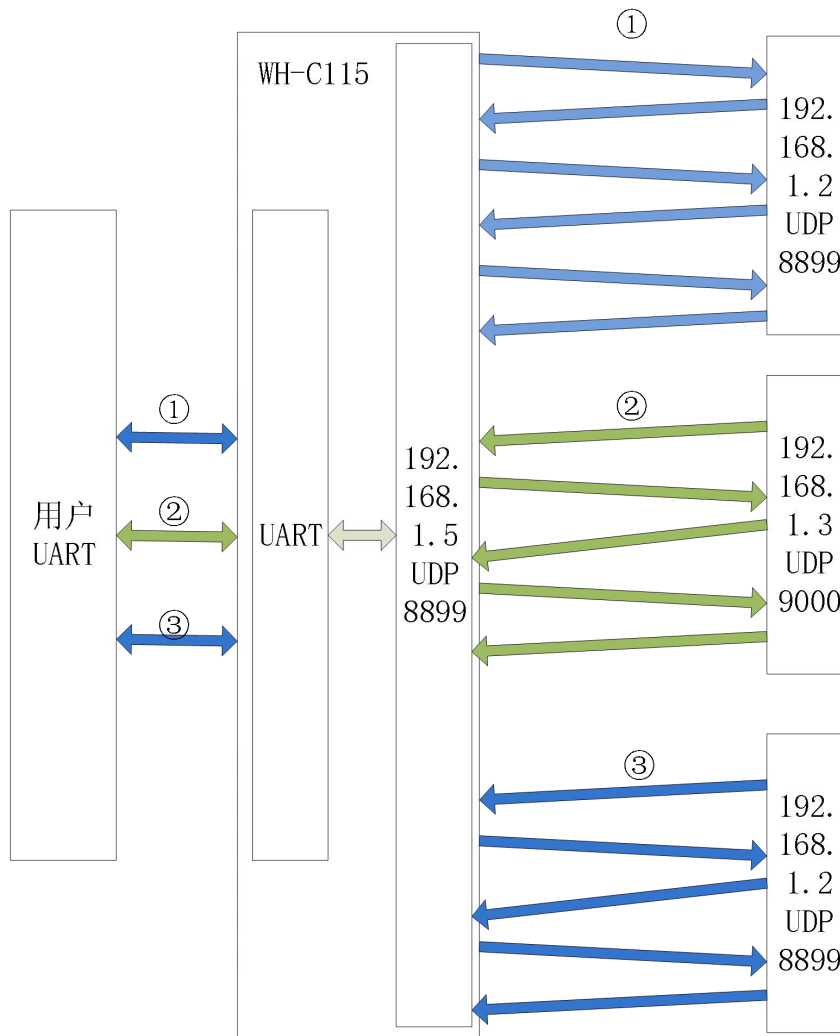 ①
WH-C115
192.
168.
1.2
UDP
8899
①
②
③
用户
UART
UART
192.
168.
1.5
UDP
8899
②
192.
168.
1.3
UDP
9000
③
192.
168.
1.2
UDP
8899